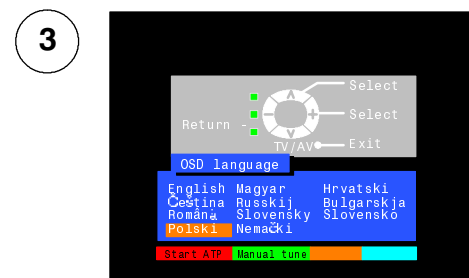 3
Select
Select
Return -
TV/AV
Exit
OSD language
English Magyar Hrvatski
Čeština Russkij Bulgarskja
Română Slovensky Slovensko
Polski Nemački
Start ATP Manual tune